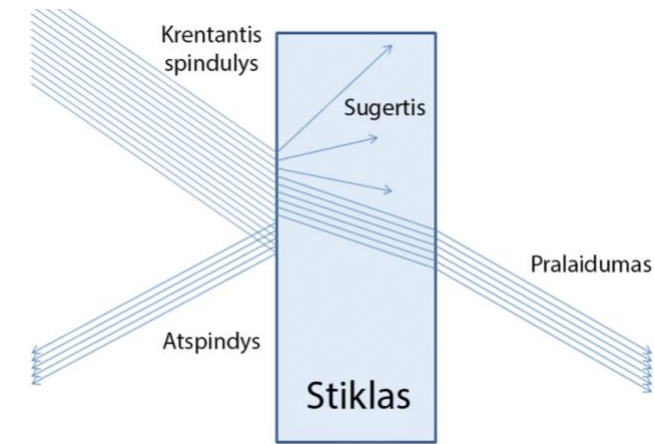 Krentantis
spindulys
Sugertis
Pralaidumas
Atspindys
Stiklas